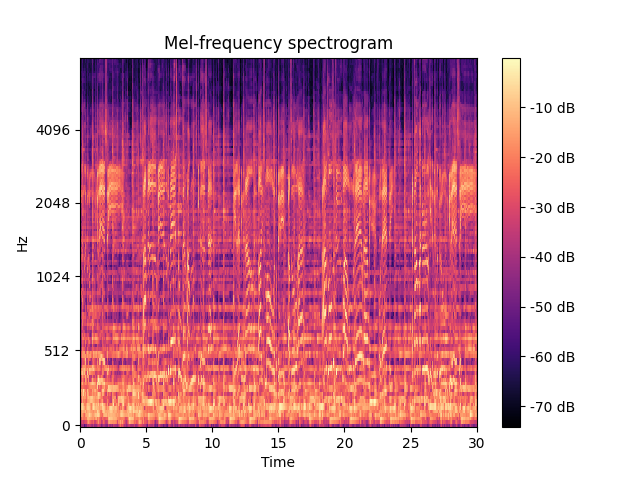 Mel-frequency spectrogram
Hz
4096
2048
1024
512
0
0 5 10 15 20 25 30
Time
-10 dB
-20 dB
-30 dB
-40 dB
-50 dB
-60 dB
-70 dB